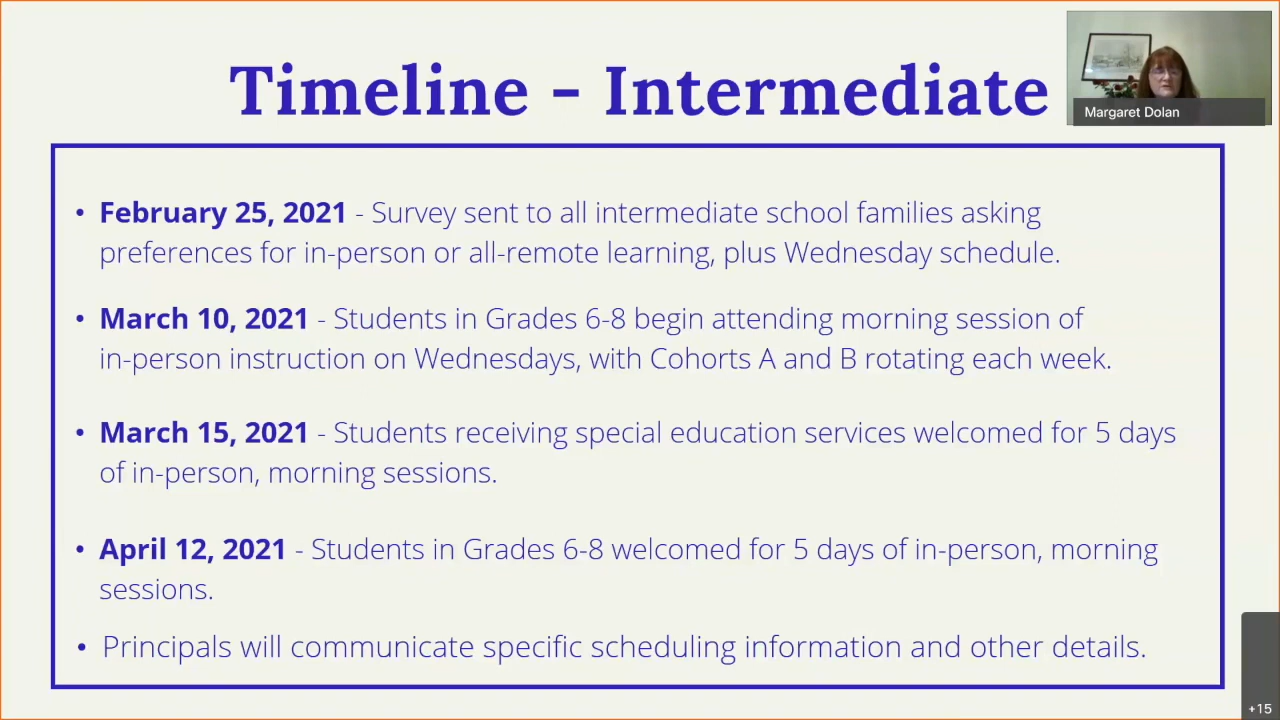 Timeline - Intermediate
Margaret Dolan
• February 25, 2021 - Survey sent to all intermediate school families asking
preferences for in-person or all-remote learning, plus Wednesday schedule.
• March 10, 2021 - Students in Grades 6-8 begin attending morning session of
in-person instruction on Wednesdays, with Cohorts A and B rotating each week.
• March 15, 2021 - Students receiving special education services welcomed for 5 days
of in-person, morning sessions.
• April 12, 2021 - Students in Grades 6-8 welcomed for 5 days of in-person, morning
sessions.
• Principals will communicate specific scheduling information and other details.
+15